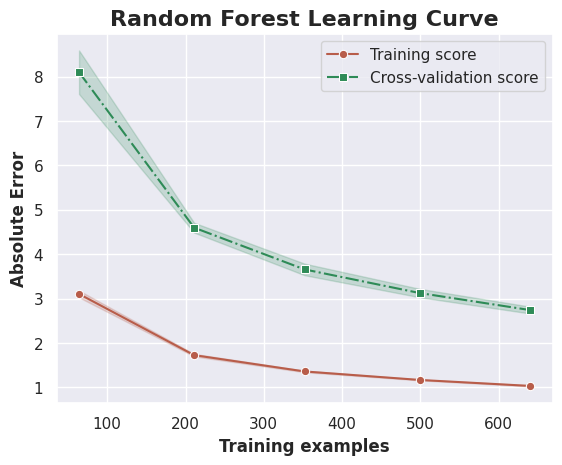 Random Forest Learning Curve
Training score
Cross-validation score
Absolute Error
8
7
6
5
4
3
2
1
100 200 300 400 500 600
Training examples